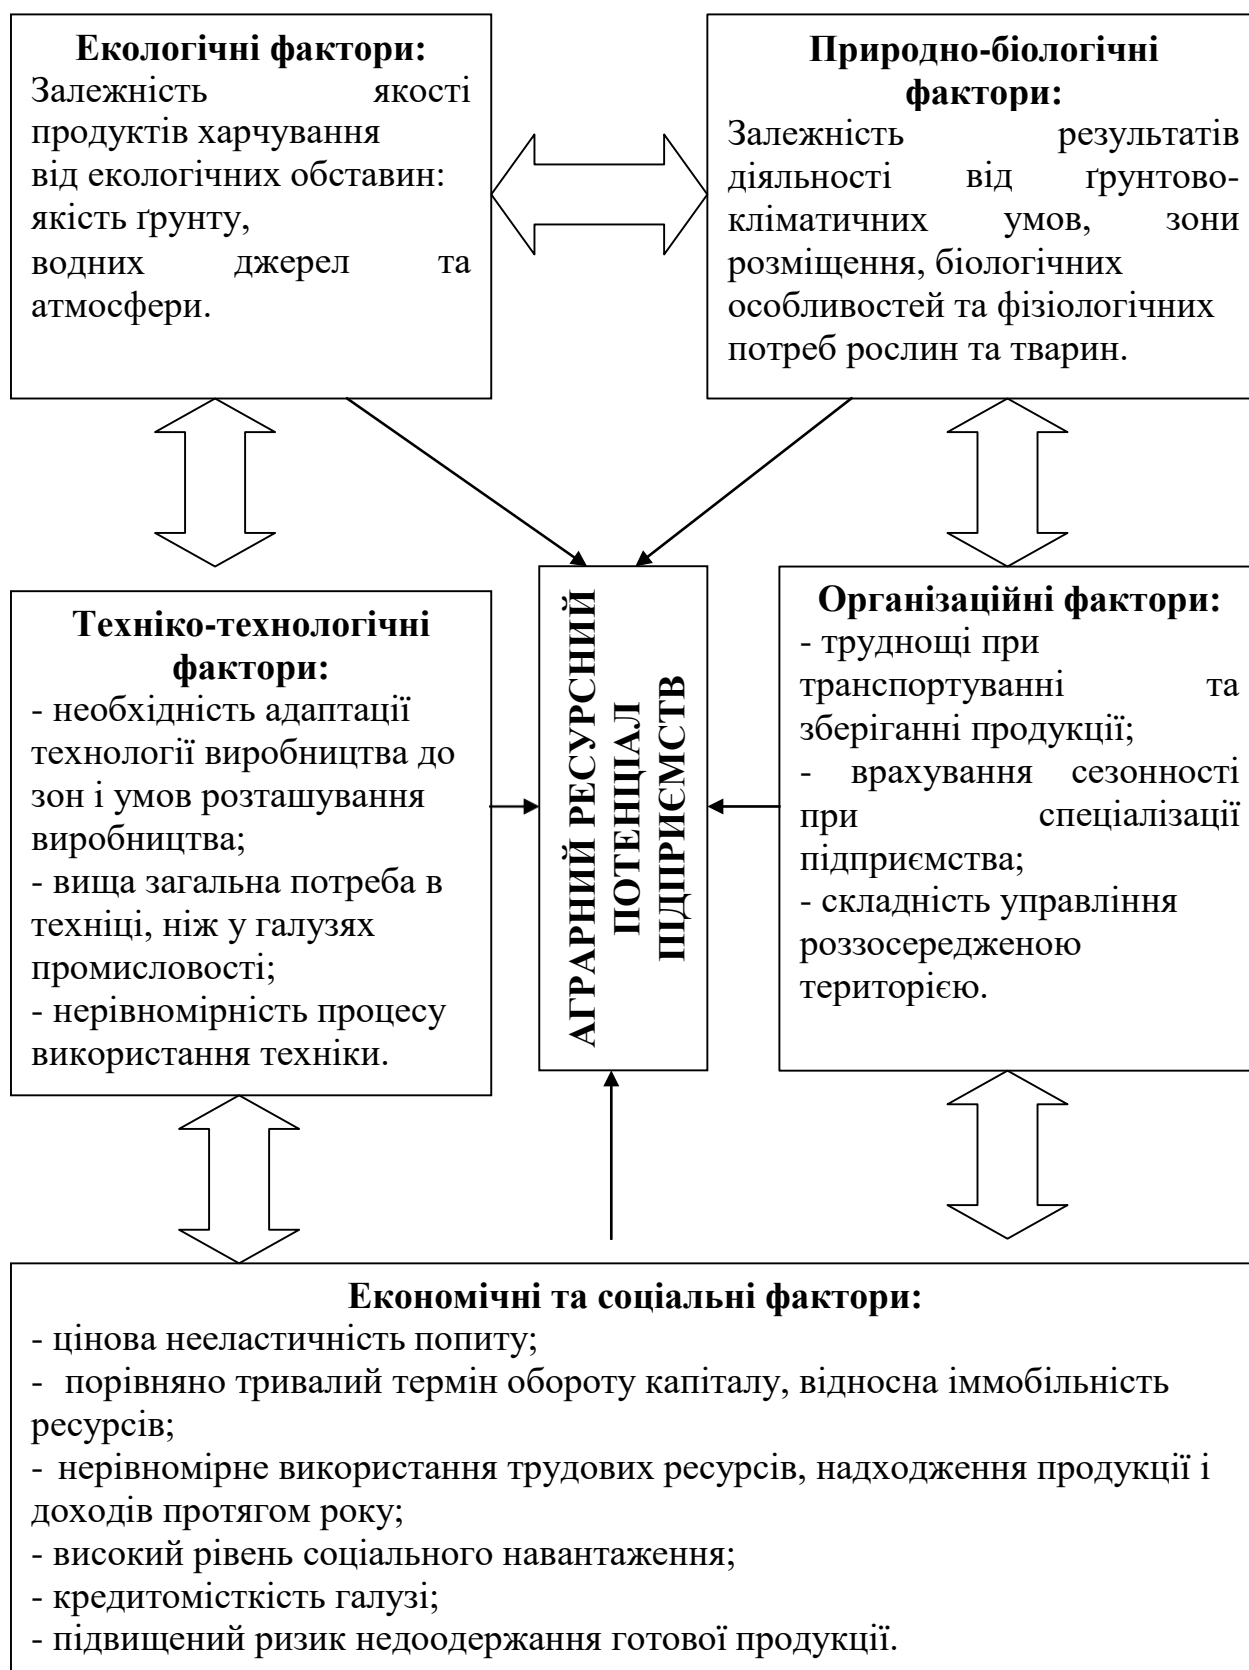 Екологічні фактори:
Залежність якості
продуктів харчування
від екологічних обставин:
якість ґрунту,
водних джерел та
атмосфери.
Природно-біологічні
фактори:
Залежність результатів
діяльності від ґрунтово-
кліматичних умов, зони
розміщення, біологічних
особливостей та фізіологічних
потреб рослин та тварин.
Техніко-технологічні
фактори:
- необхідність адаптації
технології виробництва до
зон і умов розташування
виробництва;
- вища загальна потреба в
техніці, ніж у галузях
промисловості;
- нерівномірність процесу
використання техніки.
АГРАРНИЙ РЕСУРСНИЙ
ПОТЕНЦІАЛ
ПІДПРИЄМСТВ
Організаційні фактори:
- труднощі при
транспортуванні та
зберіганні продукції;
- врахування сезонності
при спеціалізації
підприємства;
- складність управління
роззосередженою
територією.
Економічні та соціальні фактори:
- цінова нееластичність попиту;
- порівняно тривалий термін обороту капіталу, відносна іммобільність
ресурсів;
- нерівномірне використання трудових ресурсів, надходження продукції і
доходів протягом року;
- високий рівень соціального навантаження;
- кредитомісткість галузі;
- підвищений ризик недоодержання готової продукції.